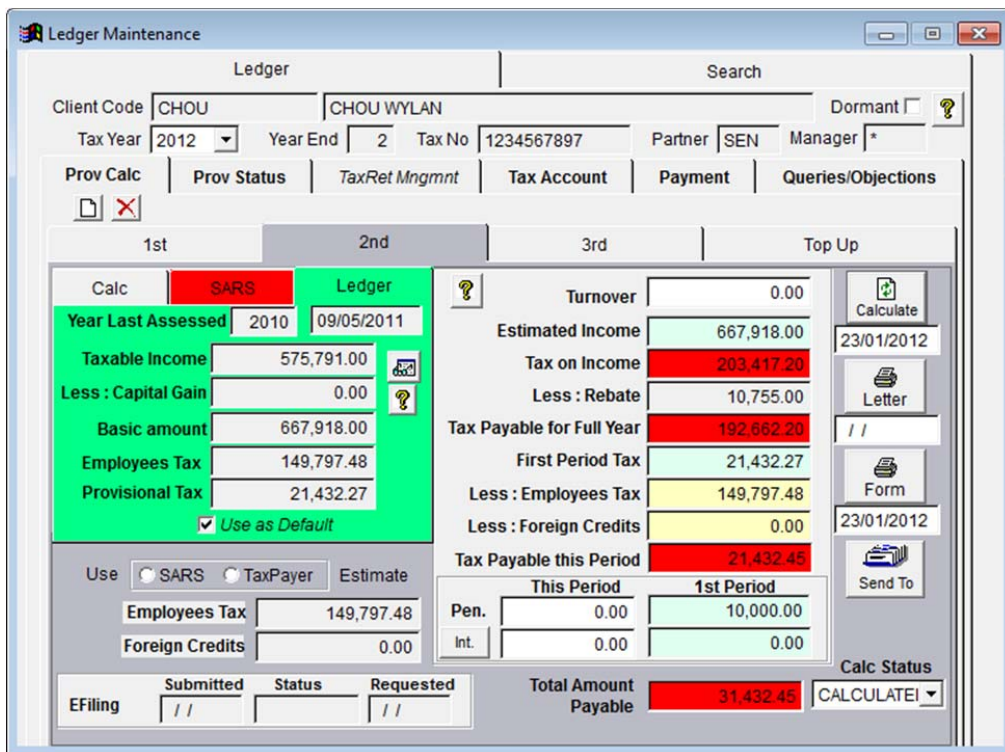 Ledger Maintenance
Ledger Search
Client Code CHOU CHOU WYLAN Dormant ?
Tax Year 2012 Year End 2 Tax No 1234567897 Partner SEN Manager *
Prov Calc Prov Status TaxRet Mngmnt Tax Account Payment Queries/Objections
1st 2nd 3rd Top Up
Calc SARS Ledger
Year Last Assessed 2010 09/05/2011
Taxable Income 575,791.00
Less : Capital Gain 0.00 ?
Basic amount 667,918.00
Employees Tax 149,797.48
Provisional Tax 21,432.27
Use as Default
Use SARS TaxPayer Estimate
Employees Tax 149,797.48
Foreign Credits 0.00
Submitted Status Requested
EFiling / / / /
? Turnover 0.00
Estimated Income 667,918.00
Tax on Income 203,417.20
Less : Rebate 10,755.00
Tax Payable for Full Year 192,662.20
First Period Tax 21,432.27
Less : Employees Tax 149,797.48
Less : Foreign Credits 0.00
Tax Payable this Period 21,432.45
This Period 1st Period
Pen. 0.00 10,000.00
Int. 0.00 0.00
Total Amount
Payable 31,432.45
Calculate
23/01/2012
Letter
/ /
Form
23/01/2012
Send To
Calc Status
CALCULATEI